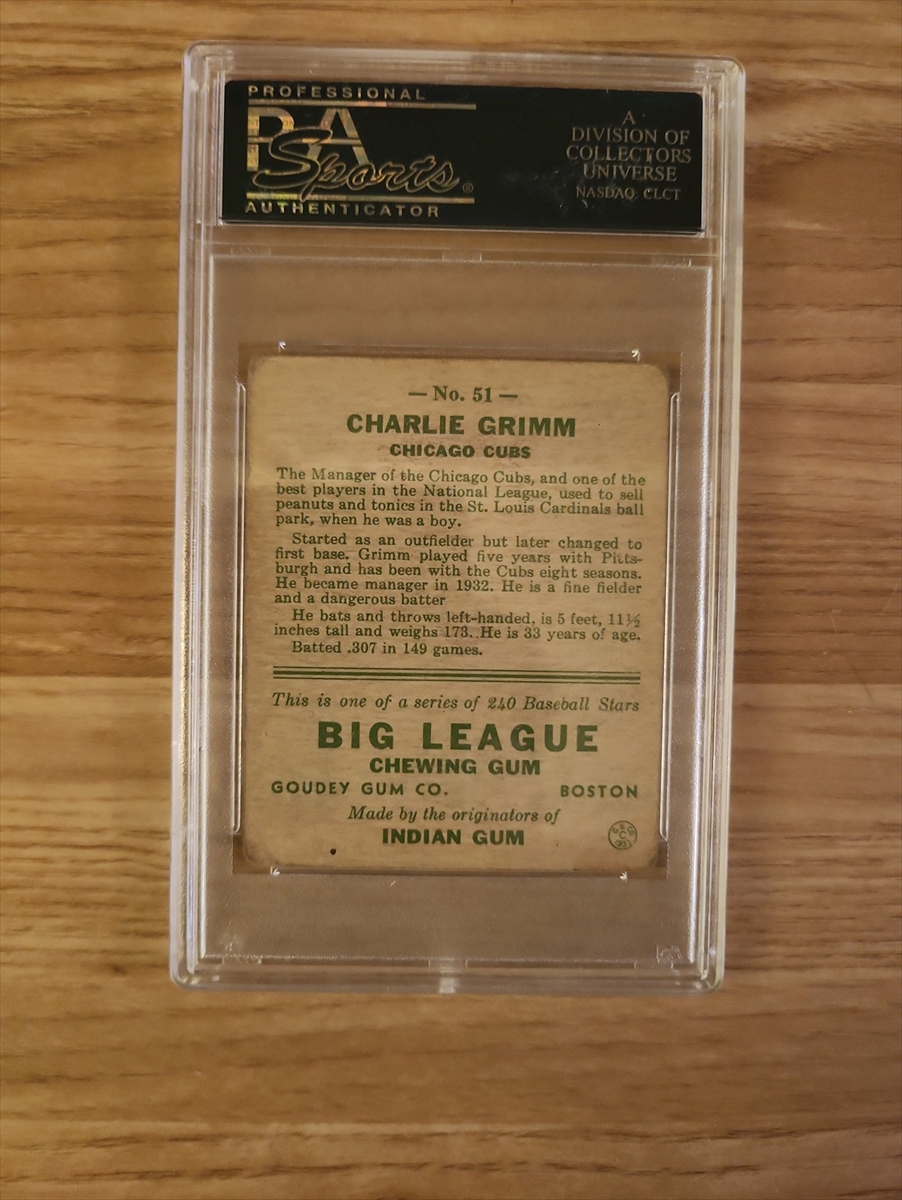 PROFESSIONAL
PSA
Sports®
AUTHENTICATOR
A
DIVISION OF
COLLECTORS
UNIVERSE
NASDAQ: CLCT
— No. 51 —
CHARLIE GRIMM
CHICAGO CUBS
The Manager of the Chicago Cubs, and one of the
best players in the National League, used to sell
peanuts and tonics in the St. Louis Cardinals ball
park, when he was a boy.
Started as an outfielder but later changed to
first base. Grimm played five years with Pitts-
burgh and has been with the Cubs eight seasons.
He became manager in 1932. He is a fine fielder
and a dangerous batter
He bats and throws left-handed, is 5 feet, 11½
inches tall and weighs 173. He is 33 years of age.
Batted .307 in 149 games.
This is one of a series of 240 Baseball Stars
BIG LEAGUE
CHEWING GUM
GOUDEY GUM CO. BOSTON
Made by the originators of
INDIAN GUM
C